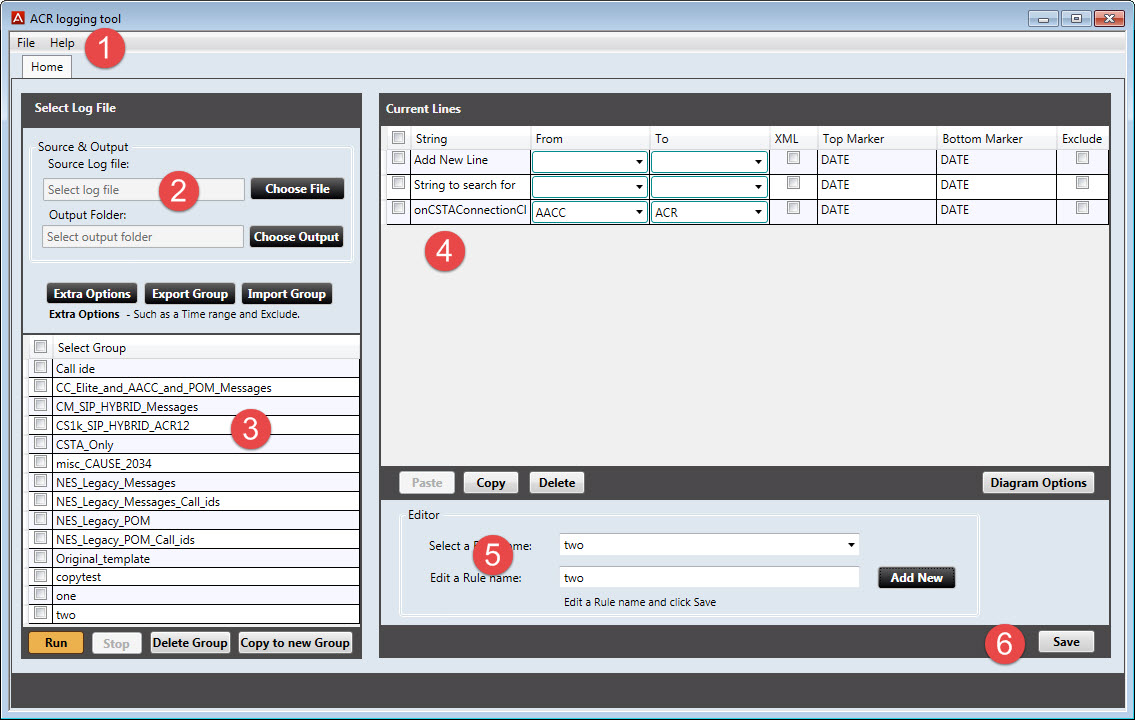 ACR logging tool
File Help 1
Home
Select Log File
Source & Output
Source Log file:
Select log file 2 Choose File
Output Folder:
Select output folder Choose Output
Extra Options Export Group Import Group
Extra Options - Such as a Time range and Exclude.
Select Group
Call ide
CC_Elite_and_AACC_and_POM_Messages
CM_SIP_HYBRID_Messages
CS1k_SIP_HYBRID_ACR12 3
CSTA_Only
misc_CAUSE_2034
NES_Legacy_Messages
NES_Legacy_Messages_Call_ids
NES_Legacy_POM
NES_Legacy_POM_Call_ids
Original_template
copytest
one
two
Run Stop Delete Group Copy to new Group
Current Lines
String From To XML Top Marker Bottom Marker Exclude
Add New Line DATE DATE
String to search for DATE DATE
onCSTAConnectionCl AACC ACR DATE DATE
4
Paste Copy Delete Diagram Options
Editor
Select a 5 name: two
Edit a Rule name: two Add New
Edit a Rule name and click Save
6 Save